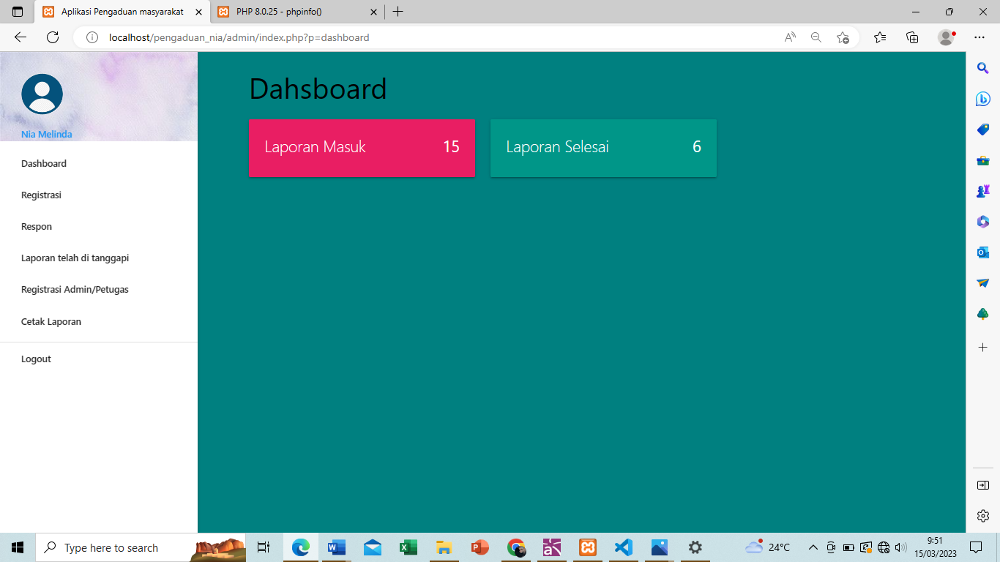 Aplikasi Pengaduan masyarakat
PHP 8.0.25 - phpinfo()
localhost/pengaduan_nia/admin/index.php?p=dashboard
Nia Melinda
Dashboard
Registrasi
Respon
Laporan telah di tanggapi
Registrasi Admin/Petugas
Cetak Laporan
Logout
Dahsboard
Laporan Masuk 15
Laporan Selesai 6
Type here to search
24°C
9:51
15/03/2023